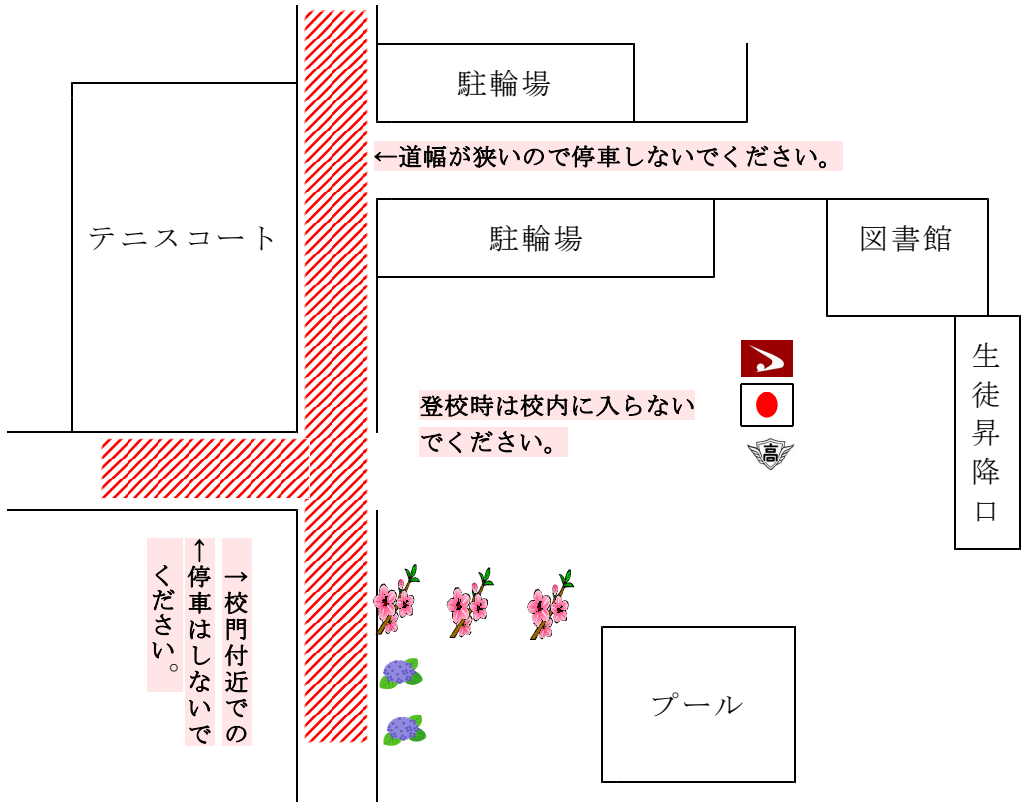 駐輪場
←道幅が狭いので停車しないでください。
テニスコート
駐輪場
図書館
生徒昇降口
登校時は校内に入らない
でください。
高
→校門付近での
←停車はしないで
ください。
プール